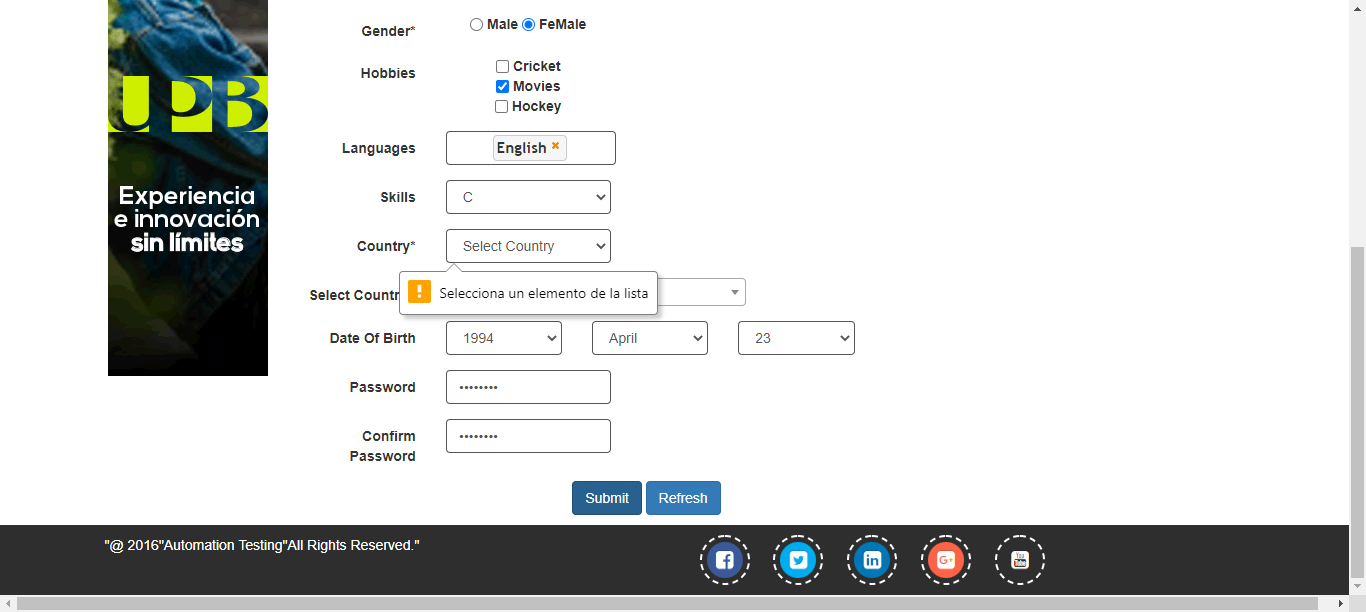 Gender*
Male FeMale
Hobbies
Cricket
Movies
Hockey
UPB
Languages
English
Experiencia
e innovación
sin límites
Skills
C
Country*
Select Country
Selecciona un elemento de la lista
Select Countr
Date Of Birth
1994
April
23
Password
••••••••
Confirm
Password
••••••••
Submit
Refresh
"@ 2016"Automation Testing"All Rights Reserved."
f
in
G+
You
Tube